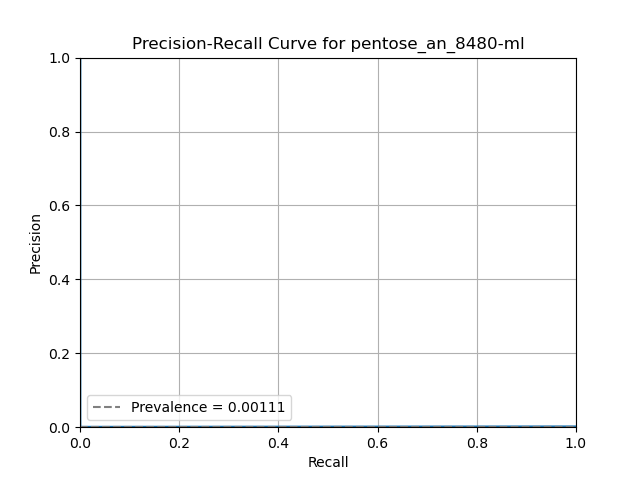 Precision-Recall Curve for pentose_an_8480-ml
1.0
0.8
0.6
0.4
0.2
0.0
Precision
Prevalence = 0.00111
0.0 0.2 0.4 0.6 0.8 1.0
Recall